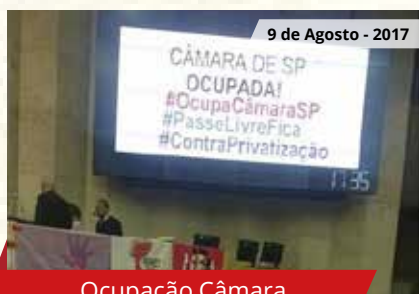 9 de Agosto - 2017
CÂMARA DE SP
OCUPADA!
#OcupaCâmaraSP
#PasseLivreFica
#ContraPrivatização
17:35
Ocupação Câmara